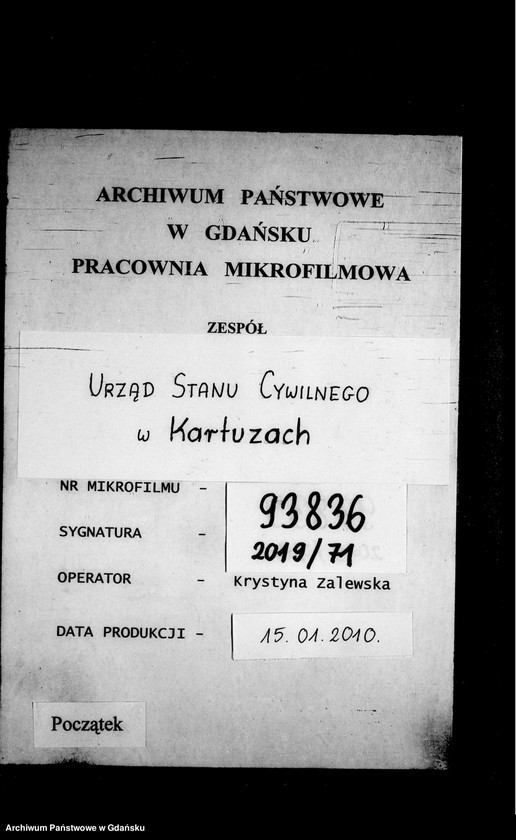 ARCHIWUM PAŃSTWOWE
W GDAŃSKU
PRACOWNIA MIKROFILMOWA
ZESPÓŁ
URZĄD STANU CYWILNEGO
w Kartuzach
NR MIKROFILMU - 93836
SYGNATURA - 2019/71
OPERATOR - Krystyna Zalewska
DATA PRODUKCJI - 15.01.2010.
Początek
Archiwum Państwowe w Gdańsku